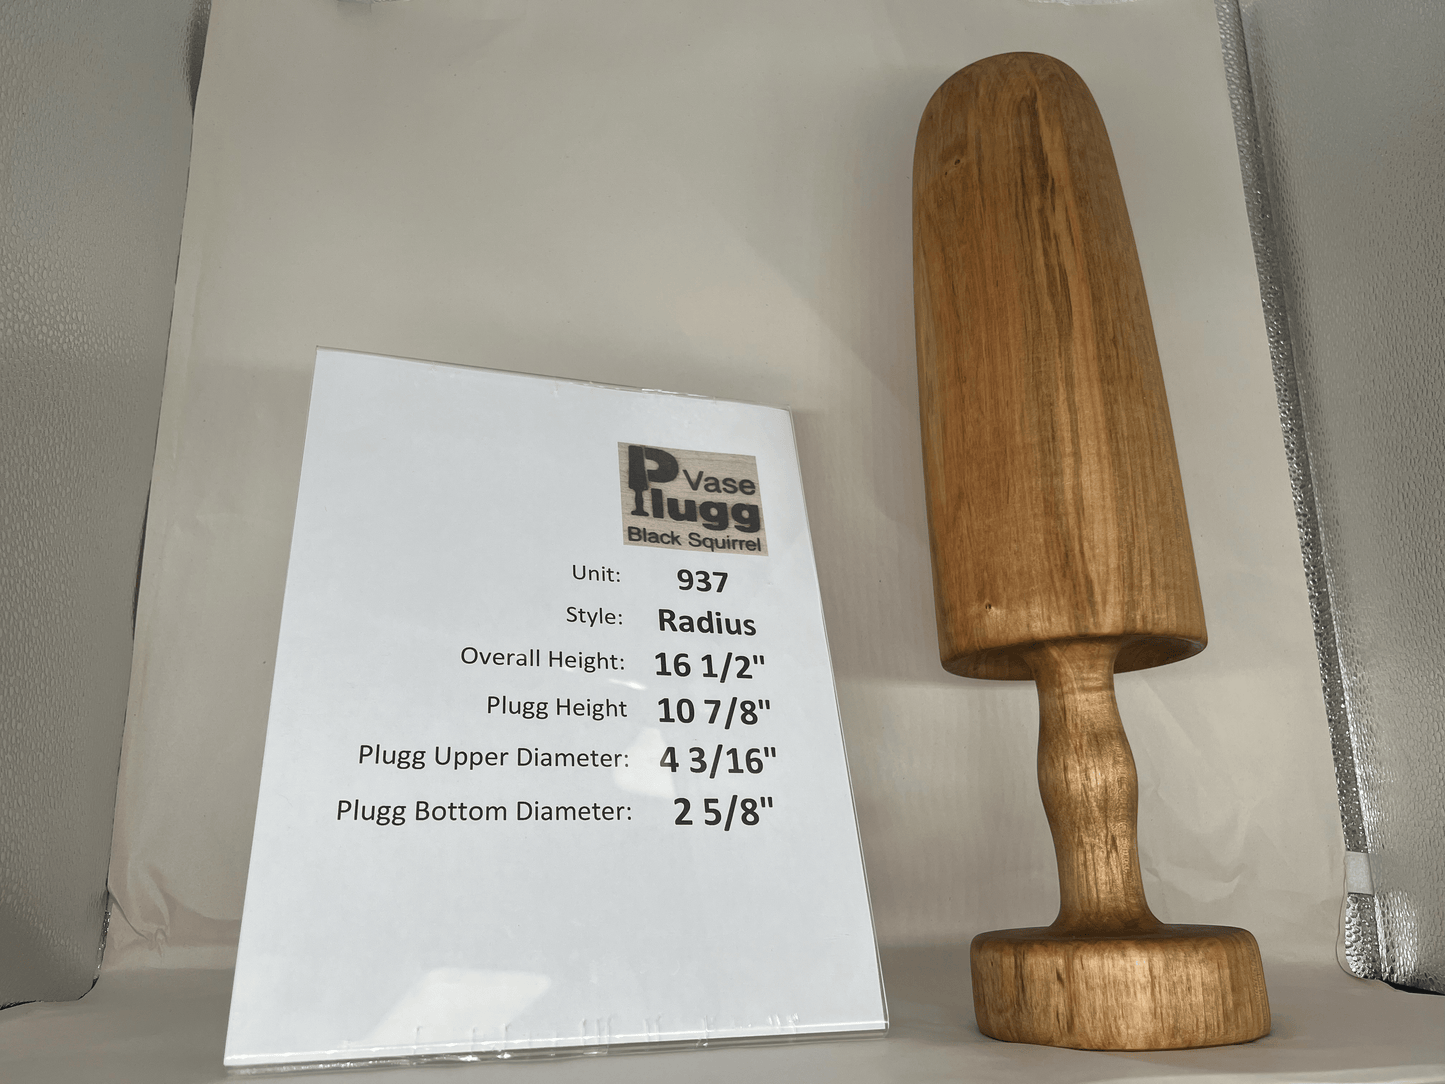 P Vase
Plugg
Black Squirrel
Unit: 937
Style: Radius
Overall Height: 16 1/2"
Plugg Height 10 7/8"
Plugg Upper Diameter: 4 3/16"
Plugg Bottom Diameter: 2 5/8"